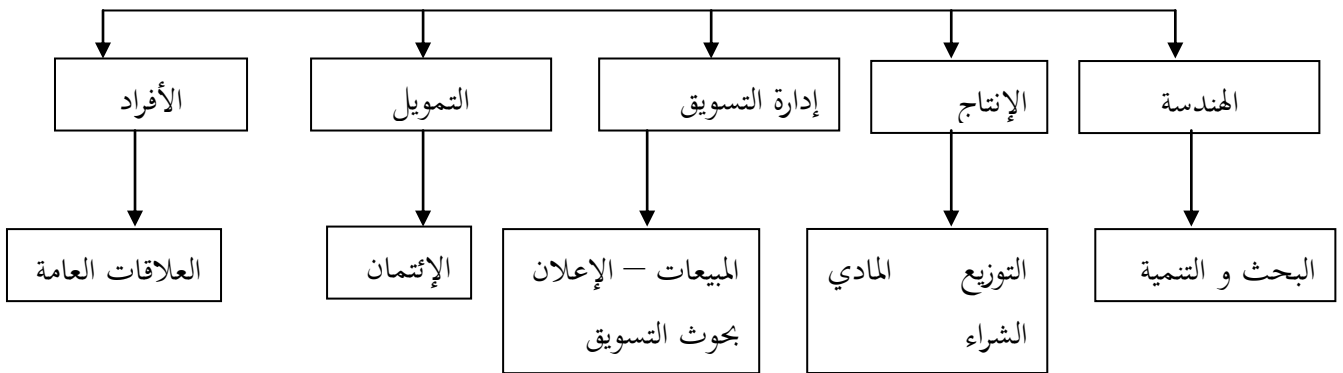 الهندسة
الإنتاج
إدارة التسويق
التمويل
الأفراد
البحث و التنمية
التوزيع المادي
الشراء
المبيعات – الإعلان
بحوث التسويق
الإئتمان
العلاقات العامة